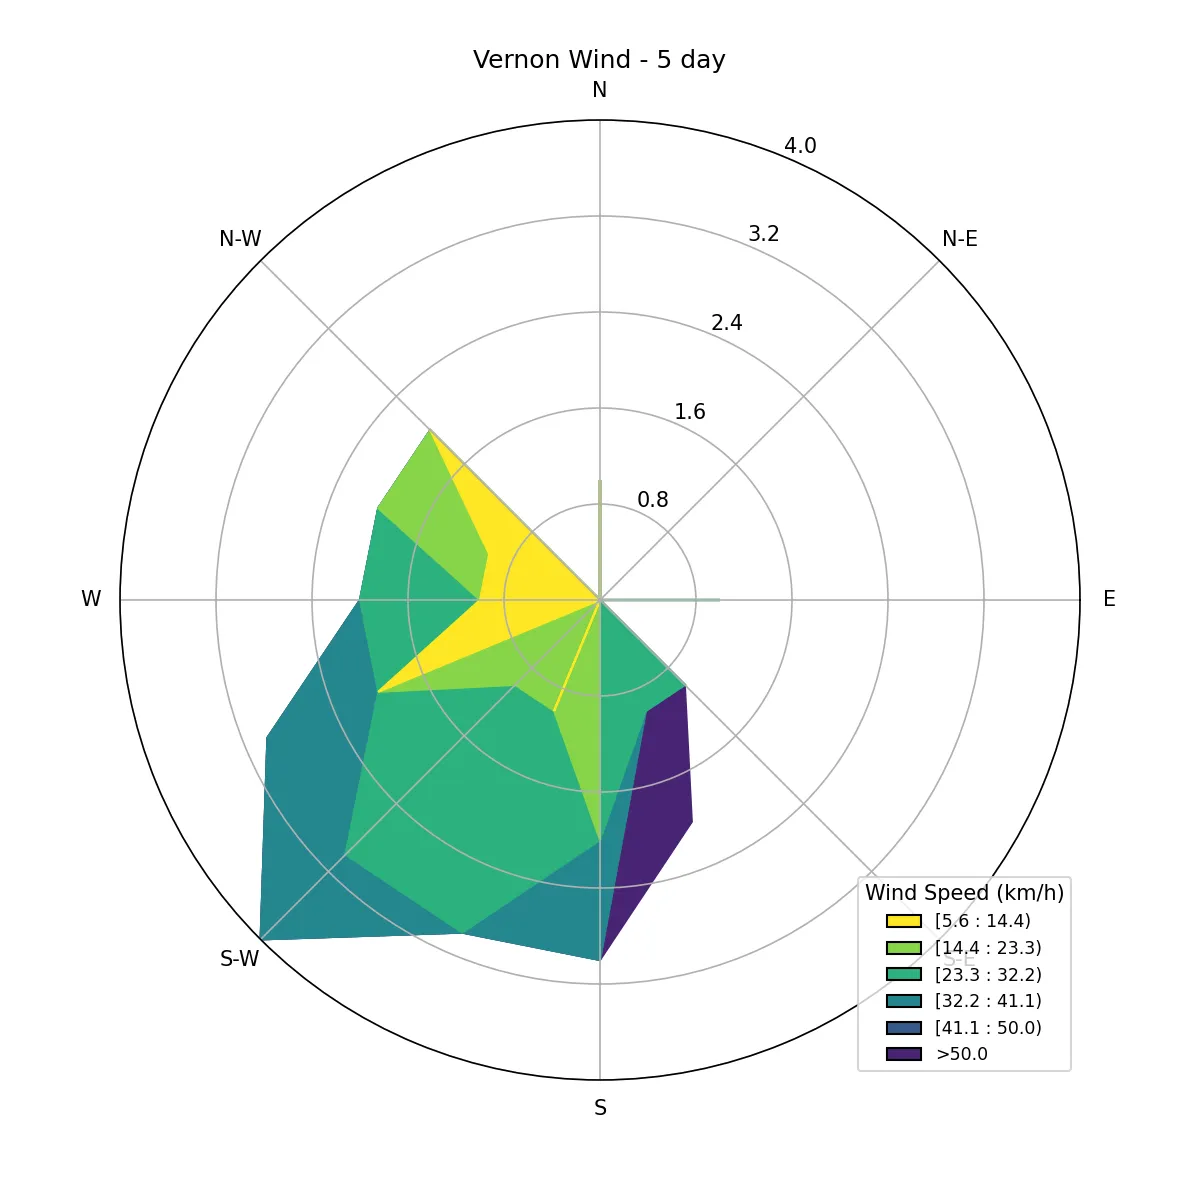 Vernon Wind - 5 day
N
4.0
N-W
3.2
N-E
2.4
1.6
0.8
W
E
S-W
S-E
Wind Speed (km/h)
[5.6 : 14.4)
[14.4 : 23.3)
[23.3 : 32.2)
[32.2 : 41.1)
[41.1 : 50.0)
>50.0
S